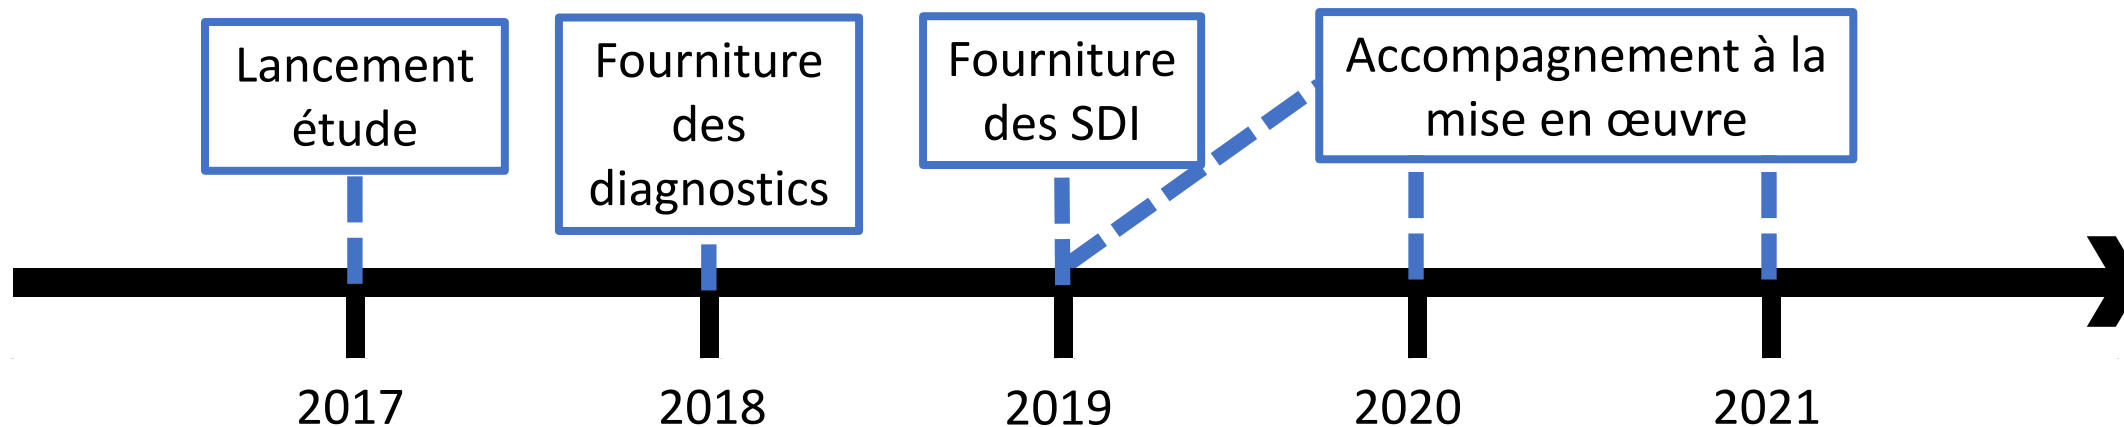 Lancement
étude
Fourniture
des
diagnostics
Fourniture
des SDI
Accompagnement à la
mise en œuvre
2017
2018
2019
2020
2021